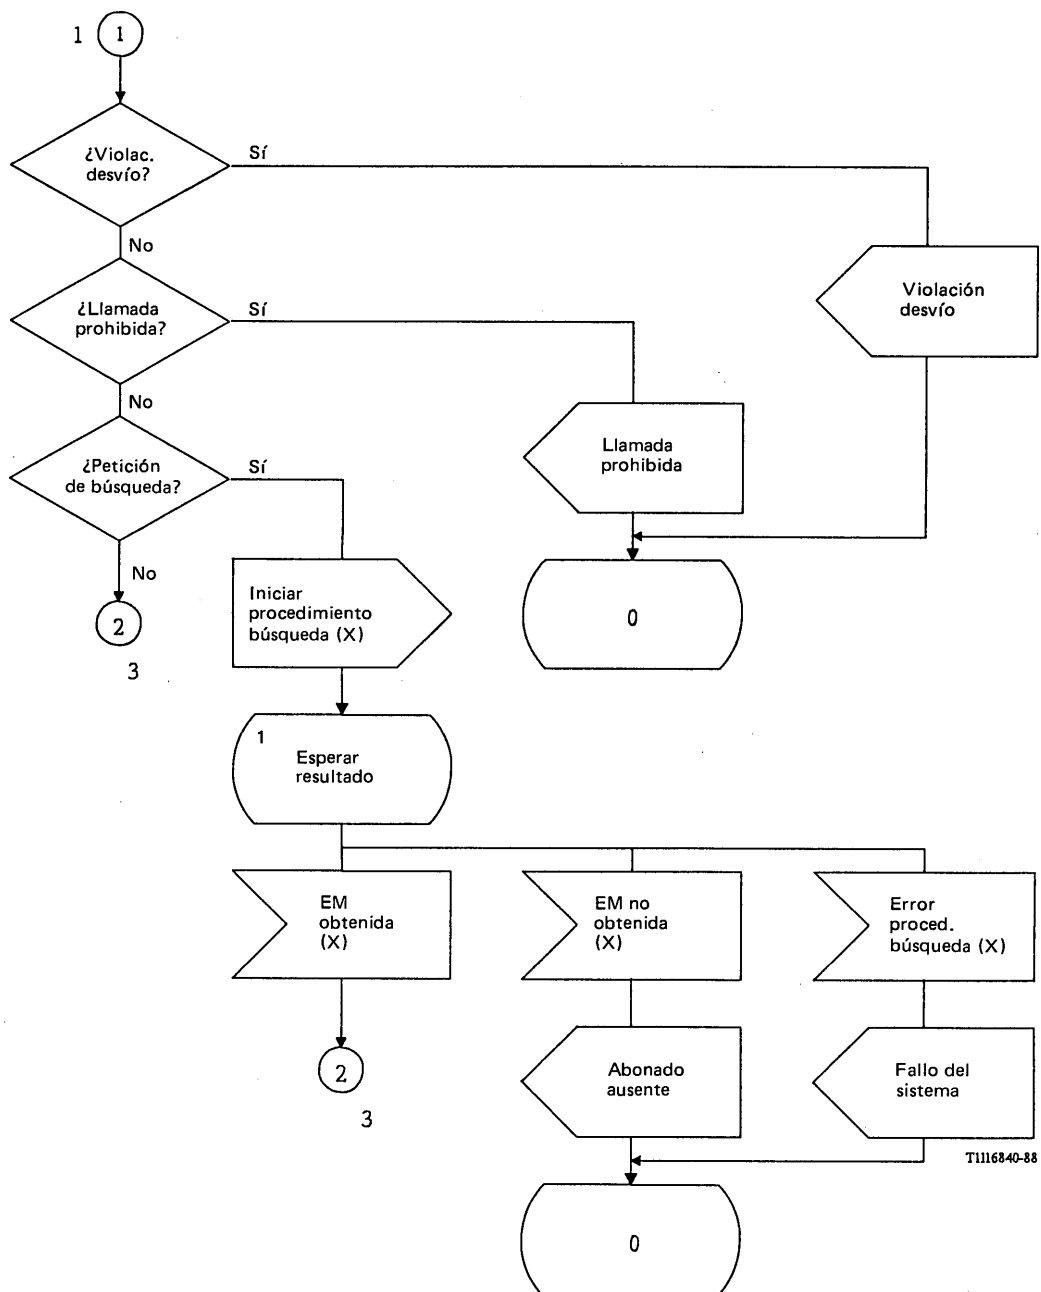 1 1
¿Violac.
desvío?
Sí
No
Violación
desvío
¿Llamada
prohibida?
Sí
No
Llamada
prohibida
¿Petición
de búsqueda?
Sí
No
2
3
Iniciar
procedimiento
búsqueda (X)
0
1
Esperar
resultado
EM
obtenida
(X)
EM no
obtenida
(X)
Error
proced.
búsqueda (X)
2
3
Abonado
ausente
Fallo del
sistema
T1116840-88
0